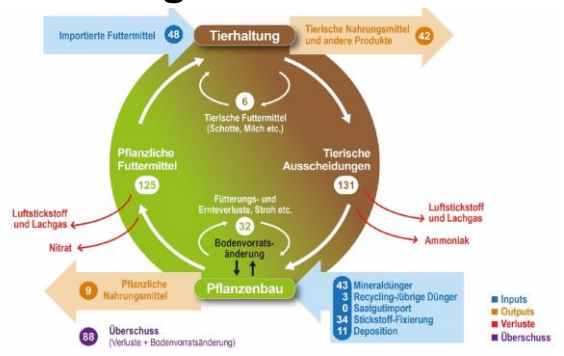 Importierte Futtermittel 48
Tierhaltung
Tierische Nahrungsmittel
und andere Produkte
42
6
Tierische Futtermittel
(Schotte, Milch etc.)
Pflanzliche
Futtermittel
125
Tierische
Ausscheidungen
131
Luftstickstoff
und Lachgas
Nitrat
Fütterungs- und
Ernteverluste, Stroh etc.
32
Bodenvorrats-
änderung
Luftstickstoff
und Lachgas
Ammoniak
9 Pflanzliche
Nahrungsmittel
Pflanzenbau
43 Mineraldünger
3 Recycling-/übrige Dünger
0 Saatgutimport
34 Stickstoff-Fixierung
11 Deposition
88 Überschuss
(Verluste + Bodenvorratsänderung)
Inputs
Outputs
Verluste
Überschuss